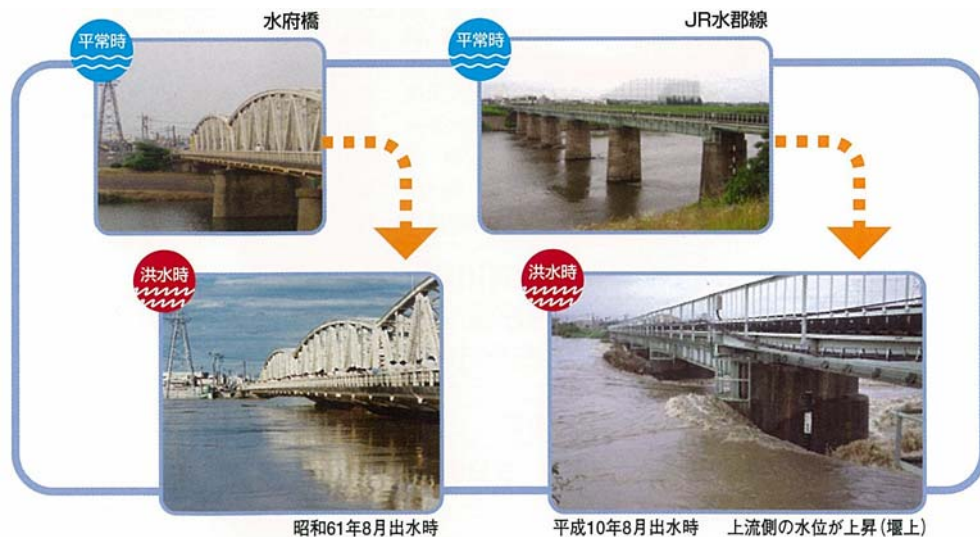 水府橋
平常時
洪水時
昭和61年8月出水時
JR水郡線
平常時
洪水時
平成10年8月出水時 上流側の水位が上昇(堰上)